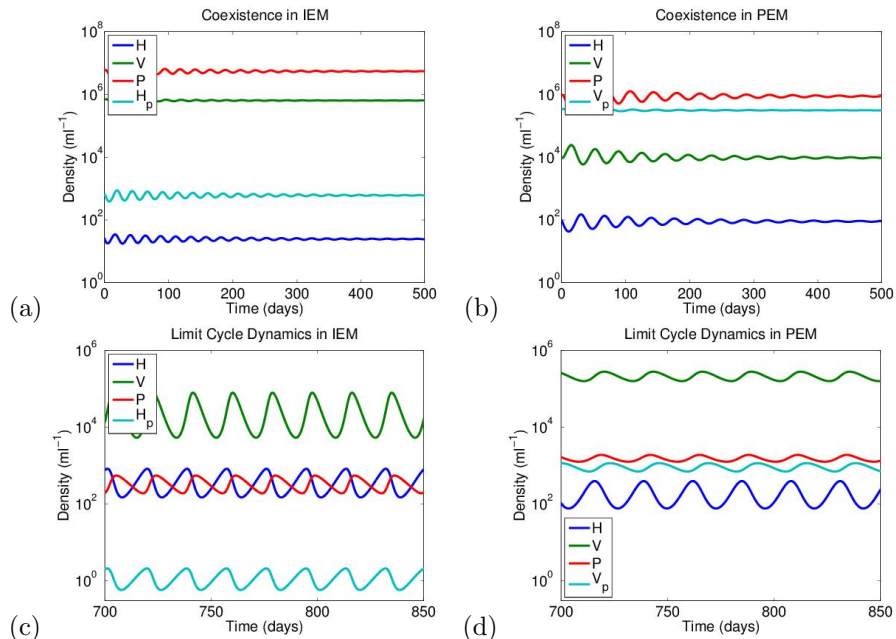 Coexistence in IEM
10^8
10^6
10^4
10^2
10^0
Density (ml^-1)
H
V
P
H_p
0 100 200 300 400 500
Time (days)
(a)
Coexistence in PEM
10^8
10^6
10^4
10^2
10^0
Density (ml^-1)
H
V
P
V_p
0 100 200 300 400 500
Time (days)
(b)
Limit Cycle Dynamics in IEM
10^6
10^4
10^2
10^0
Density (ml^-1)
H
V
P
H_p
700 750 800 850
Time (days)
(c)
Limit Cycle Dynamics in PEM
10^6
10^4
10^2
10^0
Density (ml^-1)
H
V
P
V_p
700 750 800 850
Time (days)
(d)